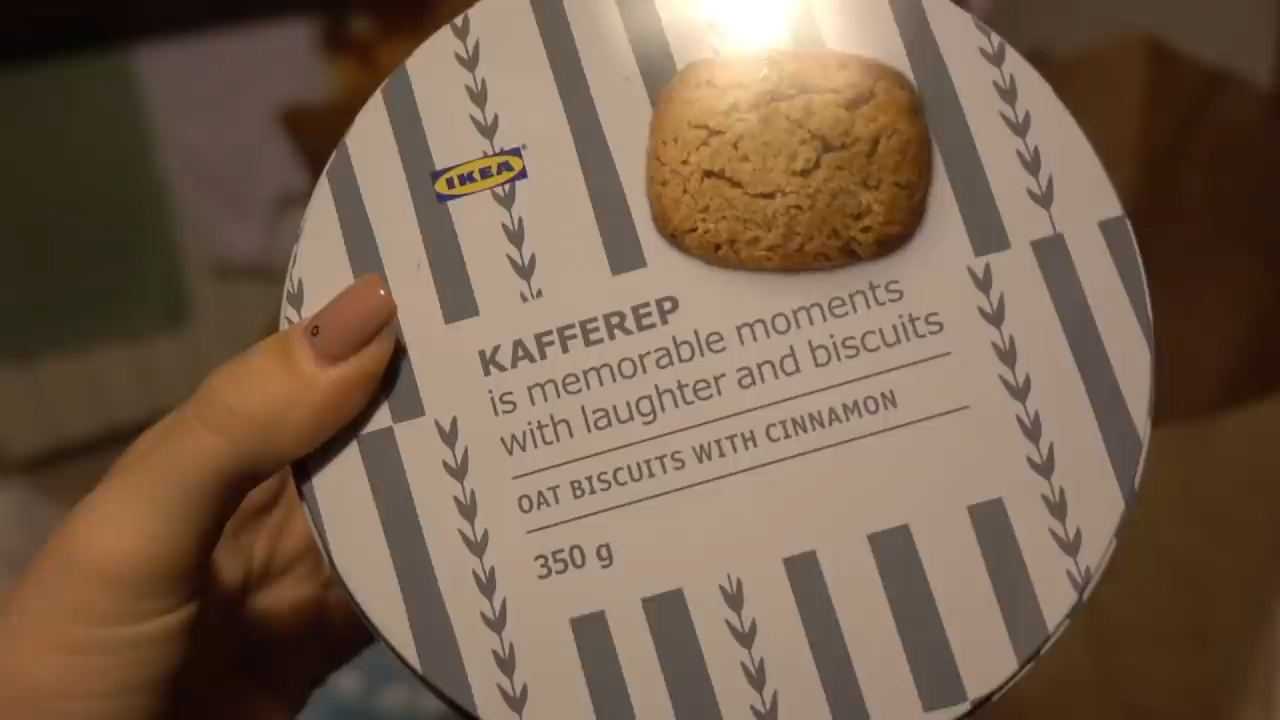 IKEA
KAFFEREP
is memorable moments
with laughter and biscuits
OAT BISCUITS WITH CINNAMON
350 g